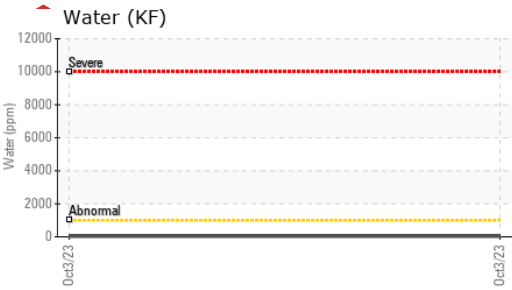 Water (KF)
12000
Severe
10000
8000
Water (ppm)
6000
4000
2000
Abnormal
0
Oct3/23
Oct3/23